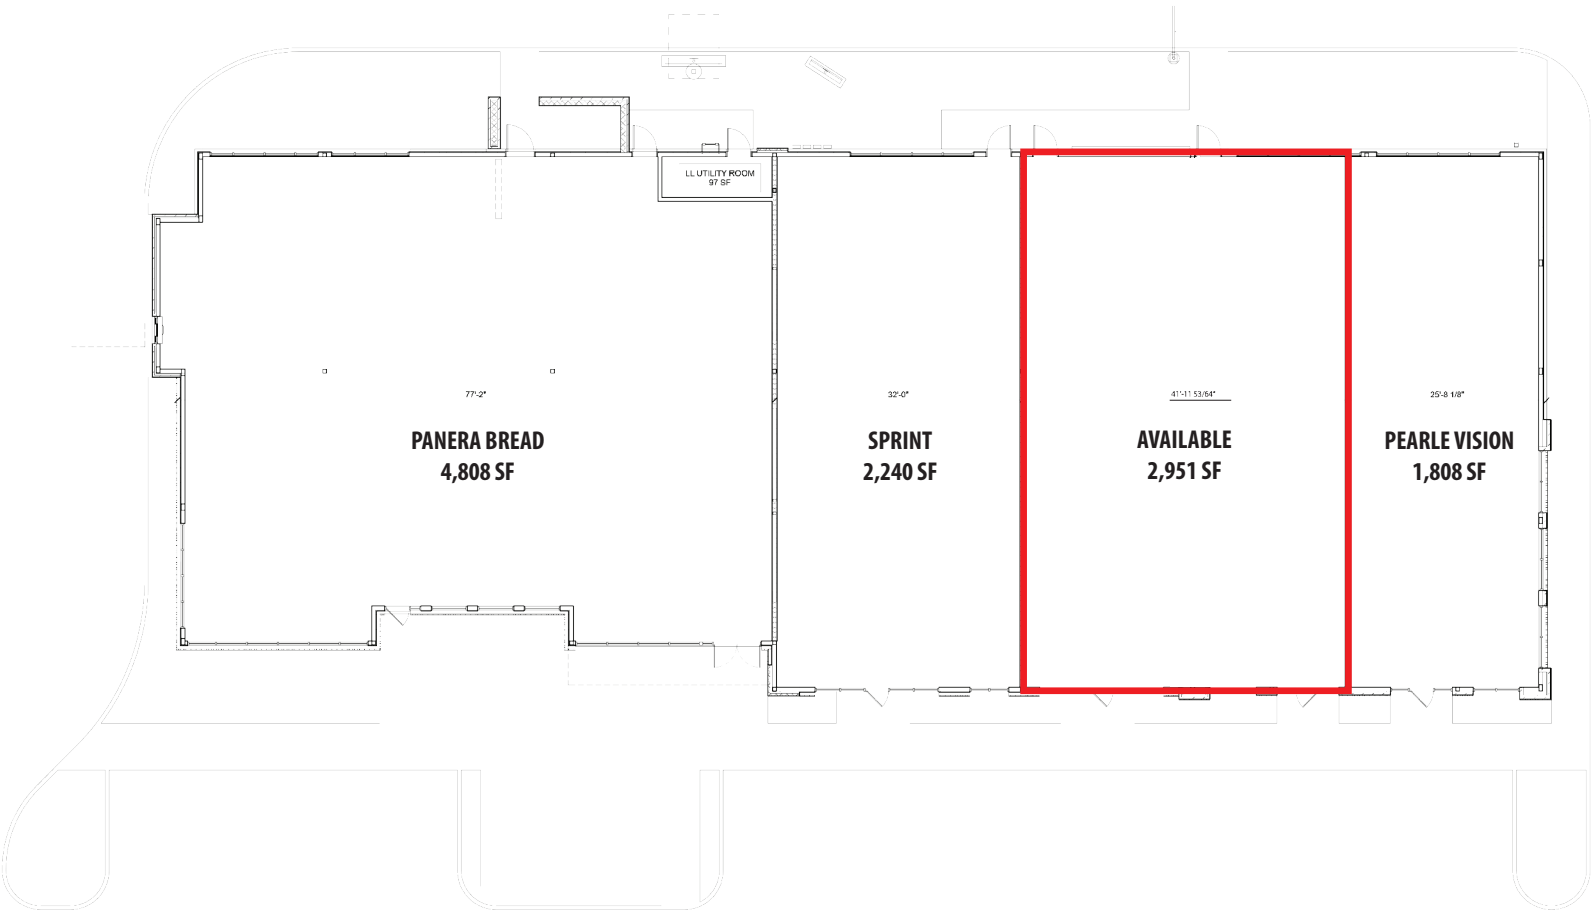 LL UTILITY ROOM
97 SF
77'-2"
PANERA BREAD
4,808 SF
32'-0"
SPRINT
2,240 SF
41'-11 53/64"
AVAILABLE
2,951 SF
25'-8 1/8"
PEARLE VISION
1,808 SF